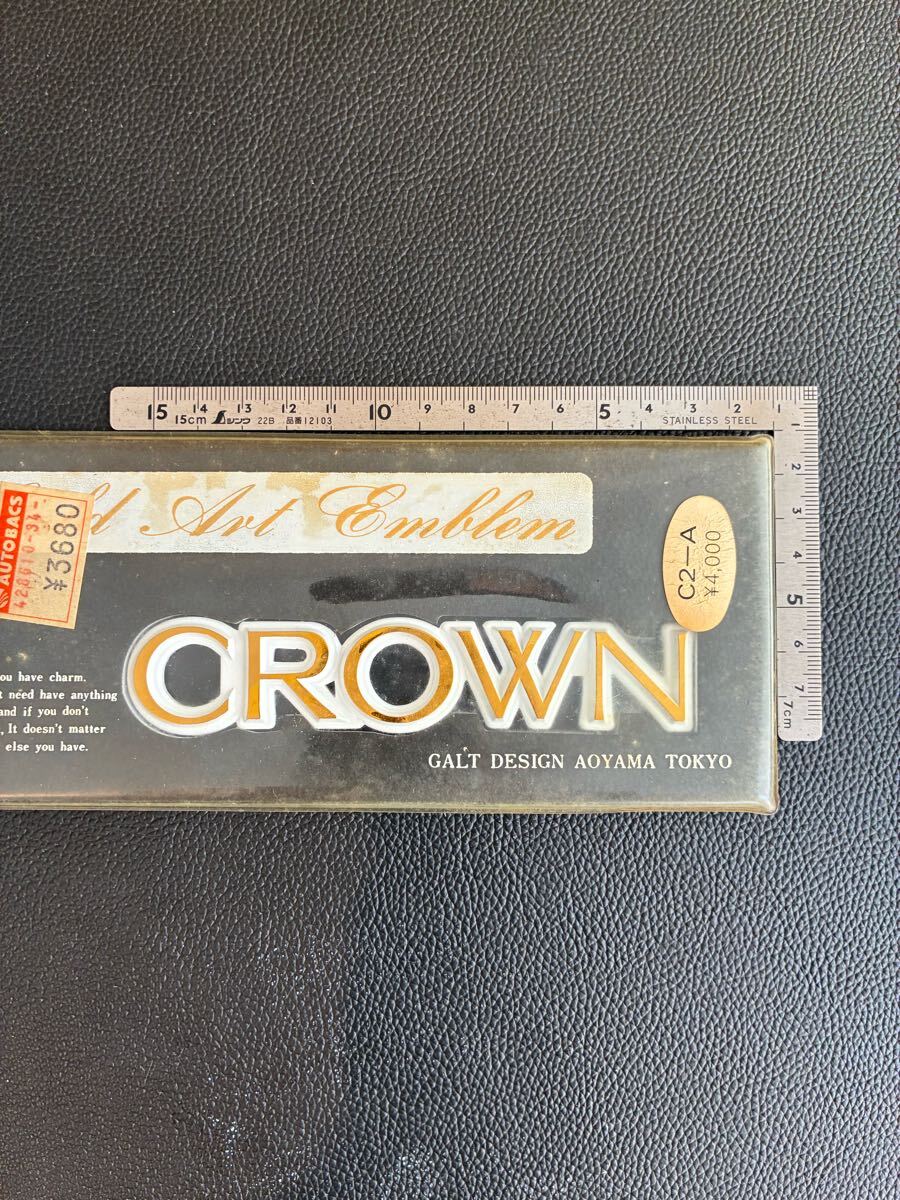 15 14 13 12 11 10 9 8 7 6 5 4 3 2 1
15cm シンワ 22B 品番12103 STAINLESS STEEL
2
3
4
5
6
7
7cm
Art Emblem
AUTOBACS
¥3680
C2-A
¥4,000
CROWN
ou have charm.
t need have anything
and if you don't
, It doesn't matter
else you have.
GALT DESIGN AOYAMA TOKYO